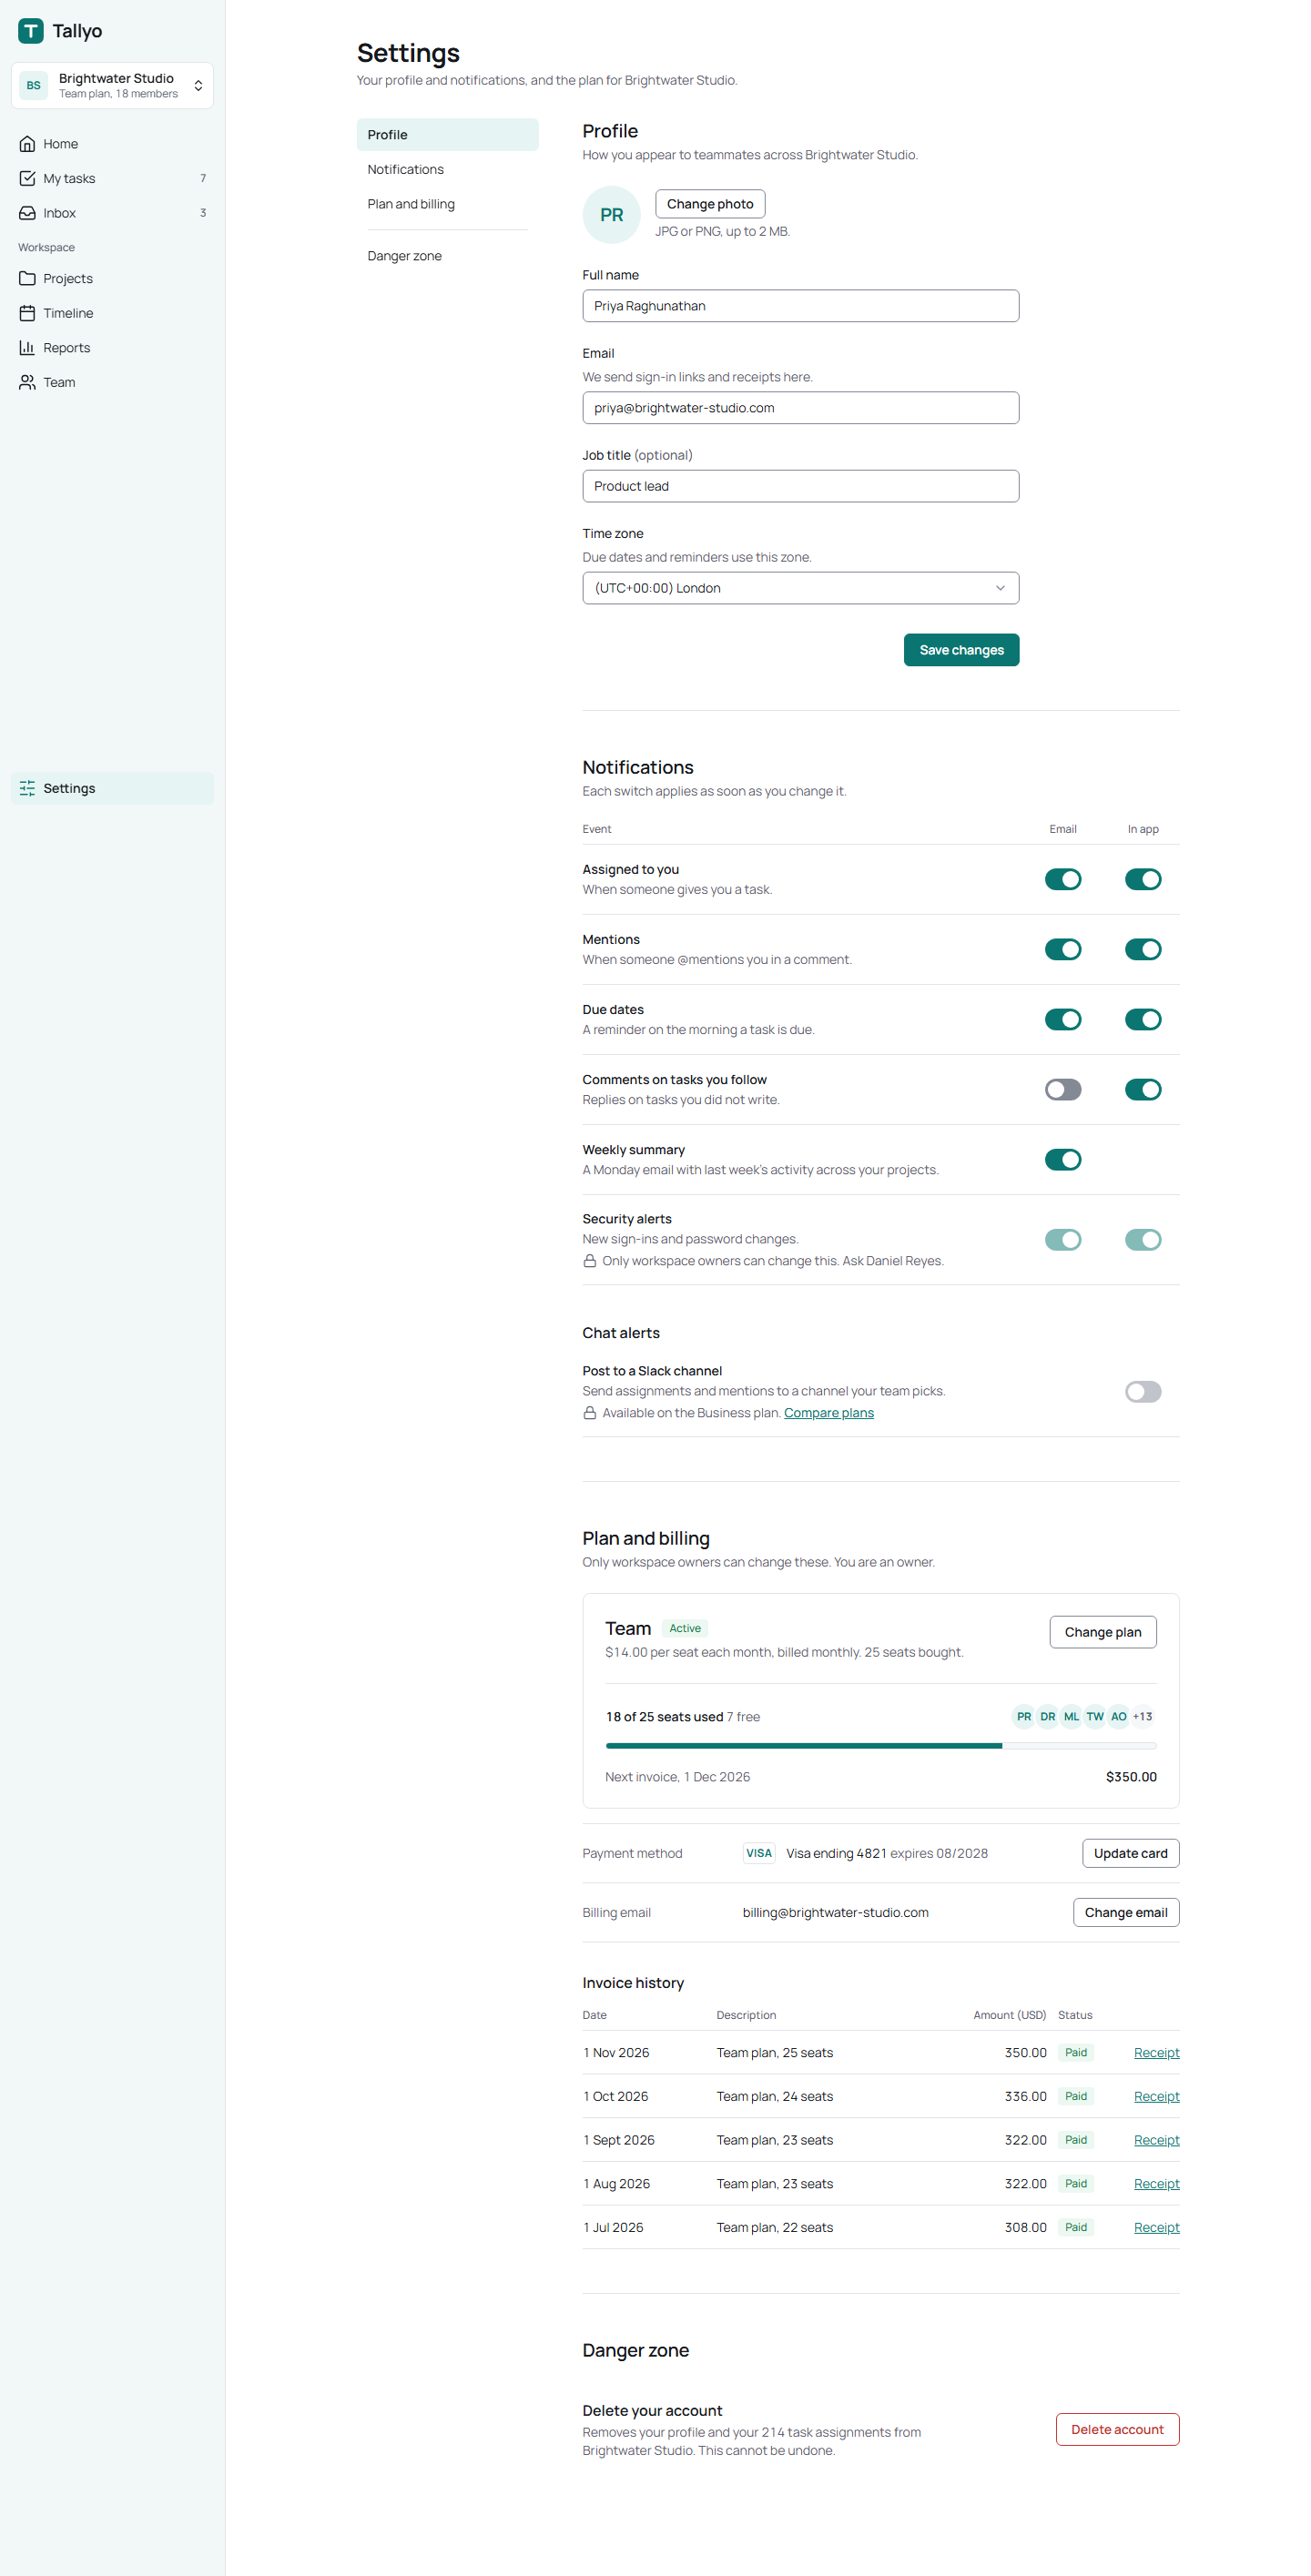 T Tallyo
BS
Brightwater Studio
Team plan, 18 members
Home
My tasks 7
Inbox 3
Workspace
Projects
Timeline
Reports
Team
Settings
Settings
Your profile and notifications, and the plan for Brightwater Studio.
Profile
Notifications
Plan and billing
Danger zone
Profile
How you appear to teammates across Brightwater Studio.
PR
Change photo
JPG or PNG, up to 2 MB.
Full name
Priya Raghunathan
Email
We send sign-in links and receipts here.
priya@brightwater-studio.com
Job title (optional)
Product lead
Time zone
Due dates and reminders use this zone.
(UTC+00:00) London
Save changes
Notifications
Each switch applies as soon as you change it.
Event Email In app
Assigned to you
When someone gives you a task.
Mentions
When someone @mentions you in a comment.
Due dates
A reminder on the morning a task is due.
Comments on tasks you follow
Replies on tasks you did not write.
Weekly summary
A Monday email with last week's activity across your projects.
Security alerts
New sign-ins and password changes.
Only workspace owners can change this. Ask Daniel Reyes.
Chat alerts
Post to a Slack channel
Send assignments and mentions to a channel your team picks.
Available on the Business plan. Compare plans
Plan and billing
Only workspace owners can change these. You are an owner.
Team Active
Change plan
$14.00 per seat each month, billed monthly. 25 seats bought.
18 of 25 seats used 7 free PR DR ML TW AO +13
Next invoice, 1 Dec 2026 $350.00
Payment method VISA Visa ending 4821 expires 08/2028 Update card
Billing email billing@brightwater-studio.com Change email
Invoice history
Date Description Amount (USD) Status
1 Nov 2026 Team plan, 25 seats 350.00 Paid Receipt
1 Oct 2026 Team plan, 24 seats 336.00 Paid Receipt
1 Sept 2026 Team plan, 23 seats 322.00 Paid Receipt
1 Aug 2026 Team plan, 23 seats 322.00 Paid Receipt
1 Jul 2026 Team plan, 22 seats 308.00 Paid Receipt
Danger zone
Delete your account
Removes your profile and your 214 task assignments from
Brightwater Studio. This cannot be undone.
Delete account